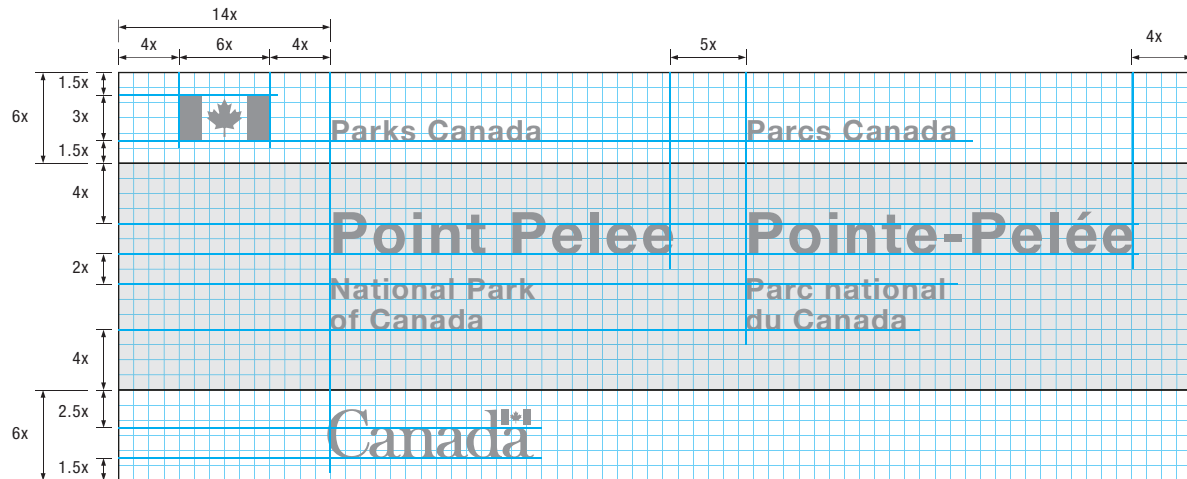 14x
4x 6x 4x 5x 4x
1.5x
6x 3x Parks Canada Parcs Canada
1.5x
4x
Point Pelee Pointe-Pelée
2x
National Park Parc national
of Canada du Canada
4x
2.5x
6x Canada
1.5x